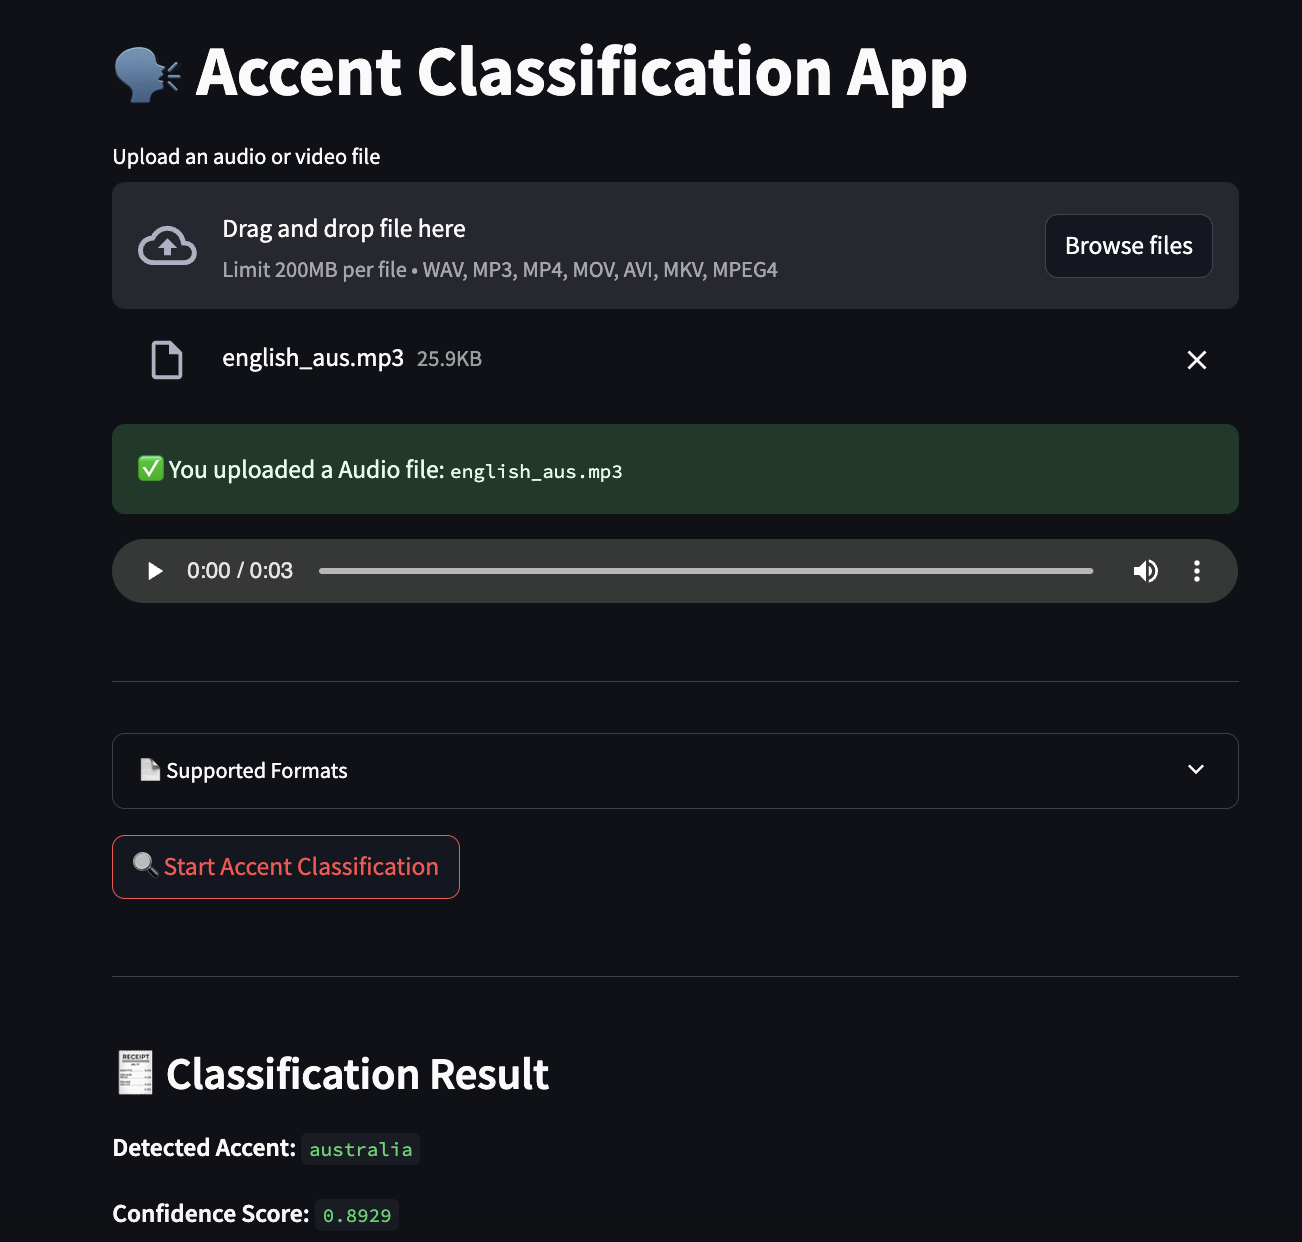 Accent Classification App
Upload an audio or video file
Drag and drop file here
Limit 200MB per file • WAV, MP3, MP4, MOV, AVI, MKV, MPEG4
Browse files
english_aus.mp3 25.9KB
You uploaded a Audio file: english_aus.mp3
0:00 / 0:03
Supported Formats
Start Accent Classification
RECEIPT
Classification Result
Detected Accent: australia
Confidence Score: 0.8929